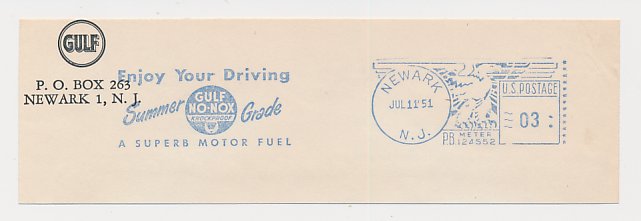 GULF
P. O. BOX 263
NEWARK 1, N. J.
Enjoy Your Driving
Summer Grade
GULF
NO-NOX
KNOCKPROOF
A SUPERB MOTOR FUEL
NEWARK
JUL 11 '51
N. J.
U.S. POSTAGE
03
P.B. METER
124552